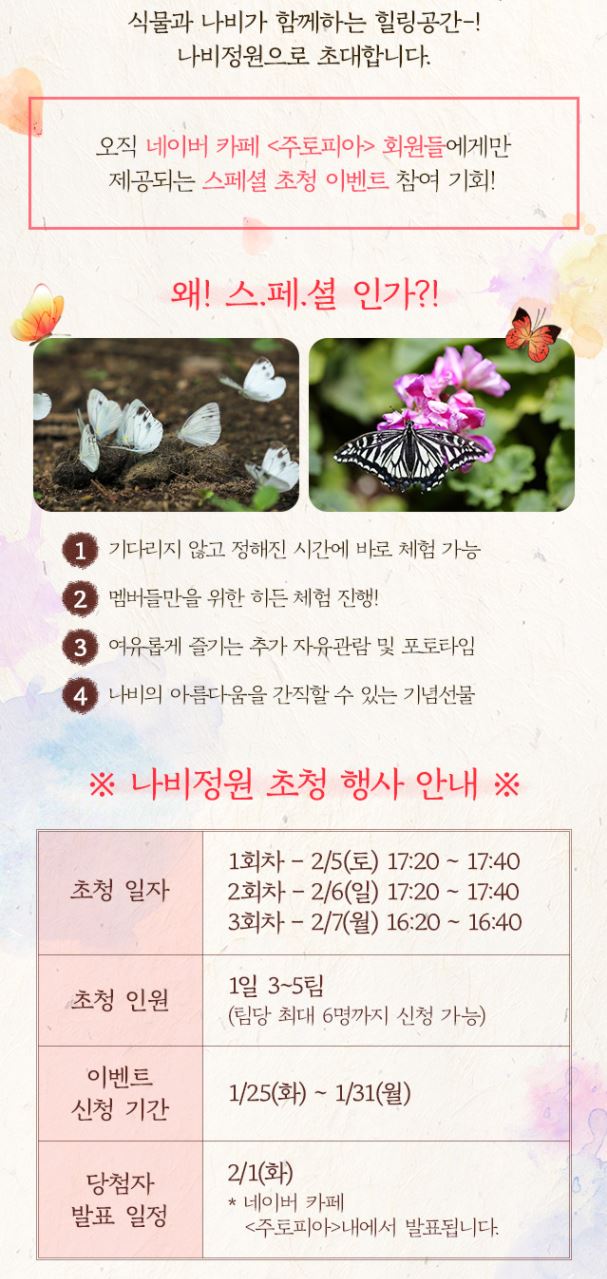 식물과 나비가 함께하는 힐링공간~!
나비정원으로 초대합니다.
오직 네이버 카페 <주토피아> 회원들에게만
제공되는 스페셜 초청 이벤트 참여 기회!
왜! 스.페.셜 인가?!
1 기다리지 않고 정해진 시간에 바로 체험 가능
2 멤버들만을 위한 히든 체험 진행!
3 여유롭게 즐기는 추가 자유관람 및 포토타임
4 나비의 아름다움을 간직할 수 있는 기념선물
※ 나비정원 초청 행사 안내 ※
초청 일자
1회차 - 2/5(토) 17:20 ~ 17:40
2회차 - 2/6(일) 17:20 ~ 17:40
3회차 - 2/7(월) 16:20 ~ 16:40
초청 인원
1일 3~5팀
(팀당 최대 6명까지 신청 가능)
이벤트
신청 기간
1/25(화) ~ 1/31(월)
당첨자
발표 일정
2/1(화)
* 네이버 카페
<주토피아>내에서 발표됩니다.